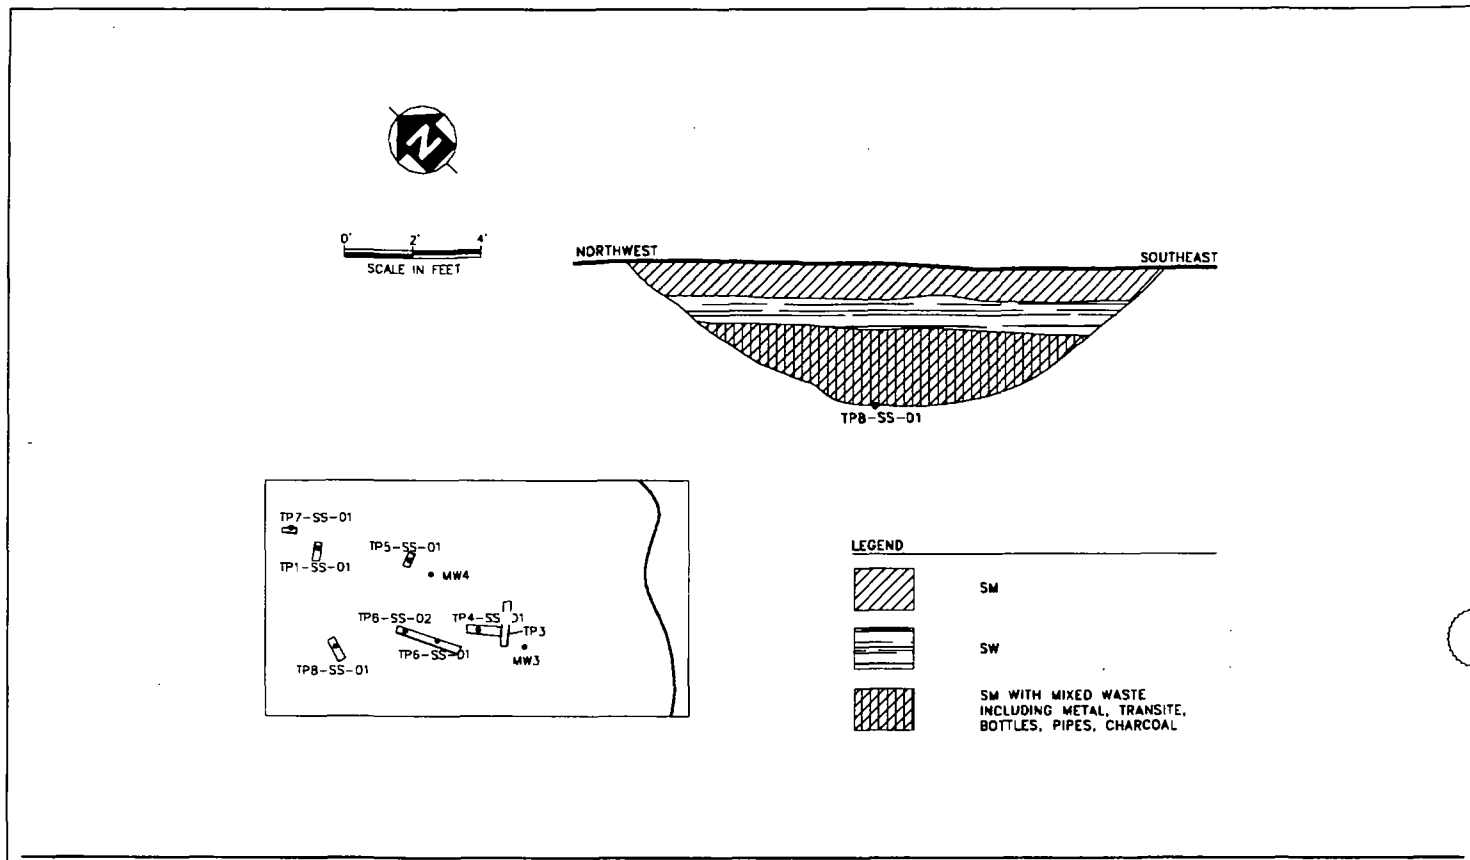 N
0' 2' 4'
SCALE IN FEET
NORTHWEST
SOUTHEAST
TP8-SS-01
TP7-SS-01
TP1-SS-01
TP5-SS-01
MW4
TP6-SS-02
TP4-SS-01
TP3
TP6-SS-01
MW3
TP8-SS-01
LEGEND
SM
SW
SM WITH MIXED WASTE
INCLUDING METAL, TRANSITE,
BOTTLES, PIPES, CHARCOAL